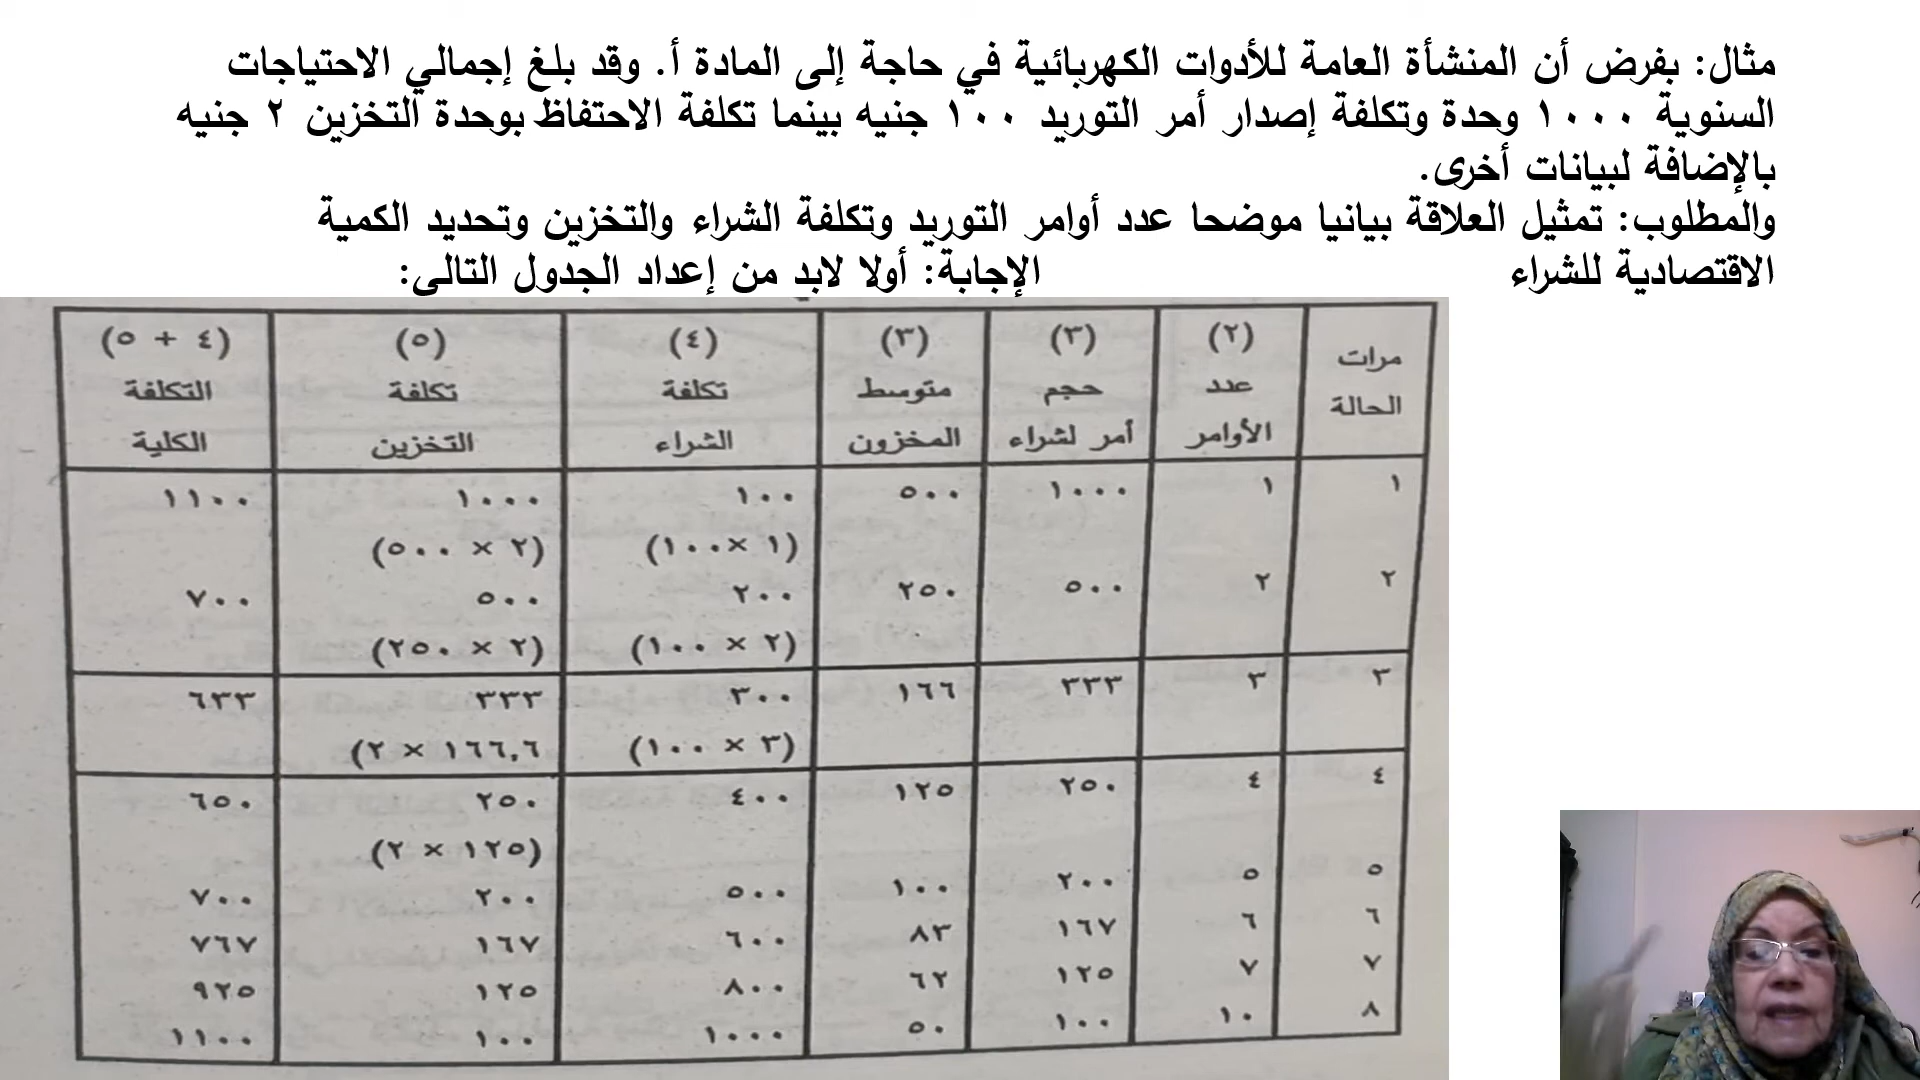 مثال: بفرض أن المنشأة العامة للأدوات الكهربائية في حاجة إلى المادة أ. وقد بلغ إجمالي الاحتياجات
السنوية ١٠٠٠ وحدة وتكلفة إصدار أمر التوريد ١٠٠ جنيه بينما تكلفة الاحتفاظ بوحدة التخزين ٢ جنيه
بالإضافة لبيانات أخرى.
والمطلوب: تمثيل العلاقة بيانيا موضحا عدد أوامر التوريد وتكلفة الشراء والتخزين وتحديد الكمية
الاقتصادية للشراء الإجابة: أولا لابد من إعداد الجدول التالى:
(٢) (٣) (٣) (٤) (٥) (٤ + ٥)
مرات عدد حجم متوسط تكلفة تكلفة التكلفة
الحالة الأوامر أمر لشراء المخزون الشراء التخزين الكلية
١ ١ ١٠٠٠ ٥٠٠ ١٠٠ ١٠٠٠ ١١٠٠
(١ ×١٠٠) (٢ × ٥٠٠)
٢ ٢ ٥٠٠ ٢٥٠ ٢٠٠ ٥٠٠ ٧٠٠
(٢ × ١٠٠) (٢ × ٢٥٠)
٣ ٣ ٣٣٣ ١٦٦ ٣٠٠ ٣٣٣ ٦٣٣
(٣ × ١٠٠) ١٦٦,٦ × ٢)
٤ ٤ ٢٥٠ ١٢٥ ٤٠٠ ٢٥٠ ٦٥٠
(١٢٥ × ٢)
٥ ٥ ٢٠٠ ١٠٠ ٥٠٠ ٢٠٠ ٧٠٠
٦ ٦ ١٦٧ ٨٣ ٦٠٠ ١٦٧ ٧٦٧
٧ ٧ ١٢٥ ٦٢ ٨٠٠ ١٢٥ ٩٢٥
٨ ١٠ ١٠٠ ٥٠ ١٠٠٠ ١٠٠ ١١٠٠